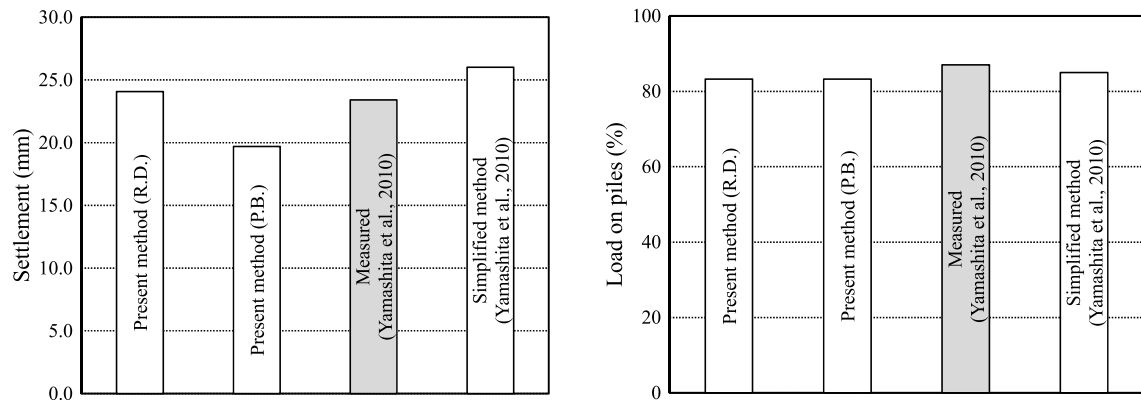 Settlement (mm)
30.0
25.0
20.0
15.0
10.0
5.0
0.0
Present method (R.D.)
Present method (P.B.)
Measured
(Yamashita et al., 2010)
Simplified method
(Yamashita et al., 2010)
Load on piles (%)
100
80
60
40
20
0
Present method (R.D.)
Present method (P.B.)
Measured
(Yamashita et al., 2010)
Simplified method
(Yamashita et al., 2010)